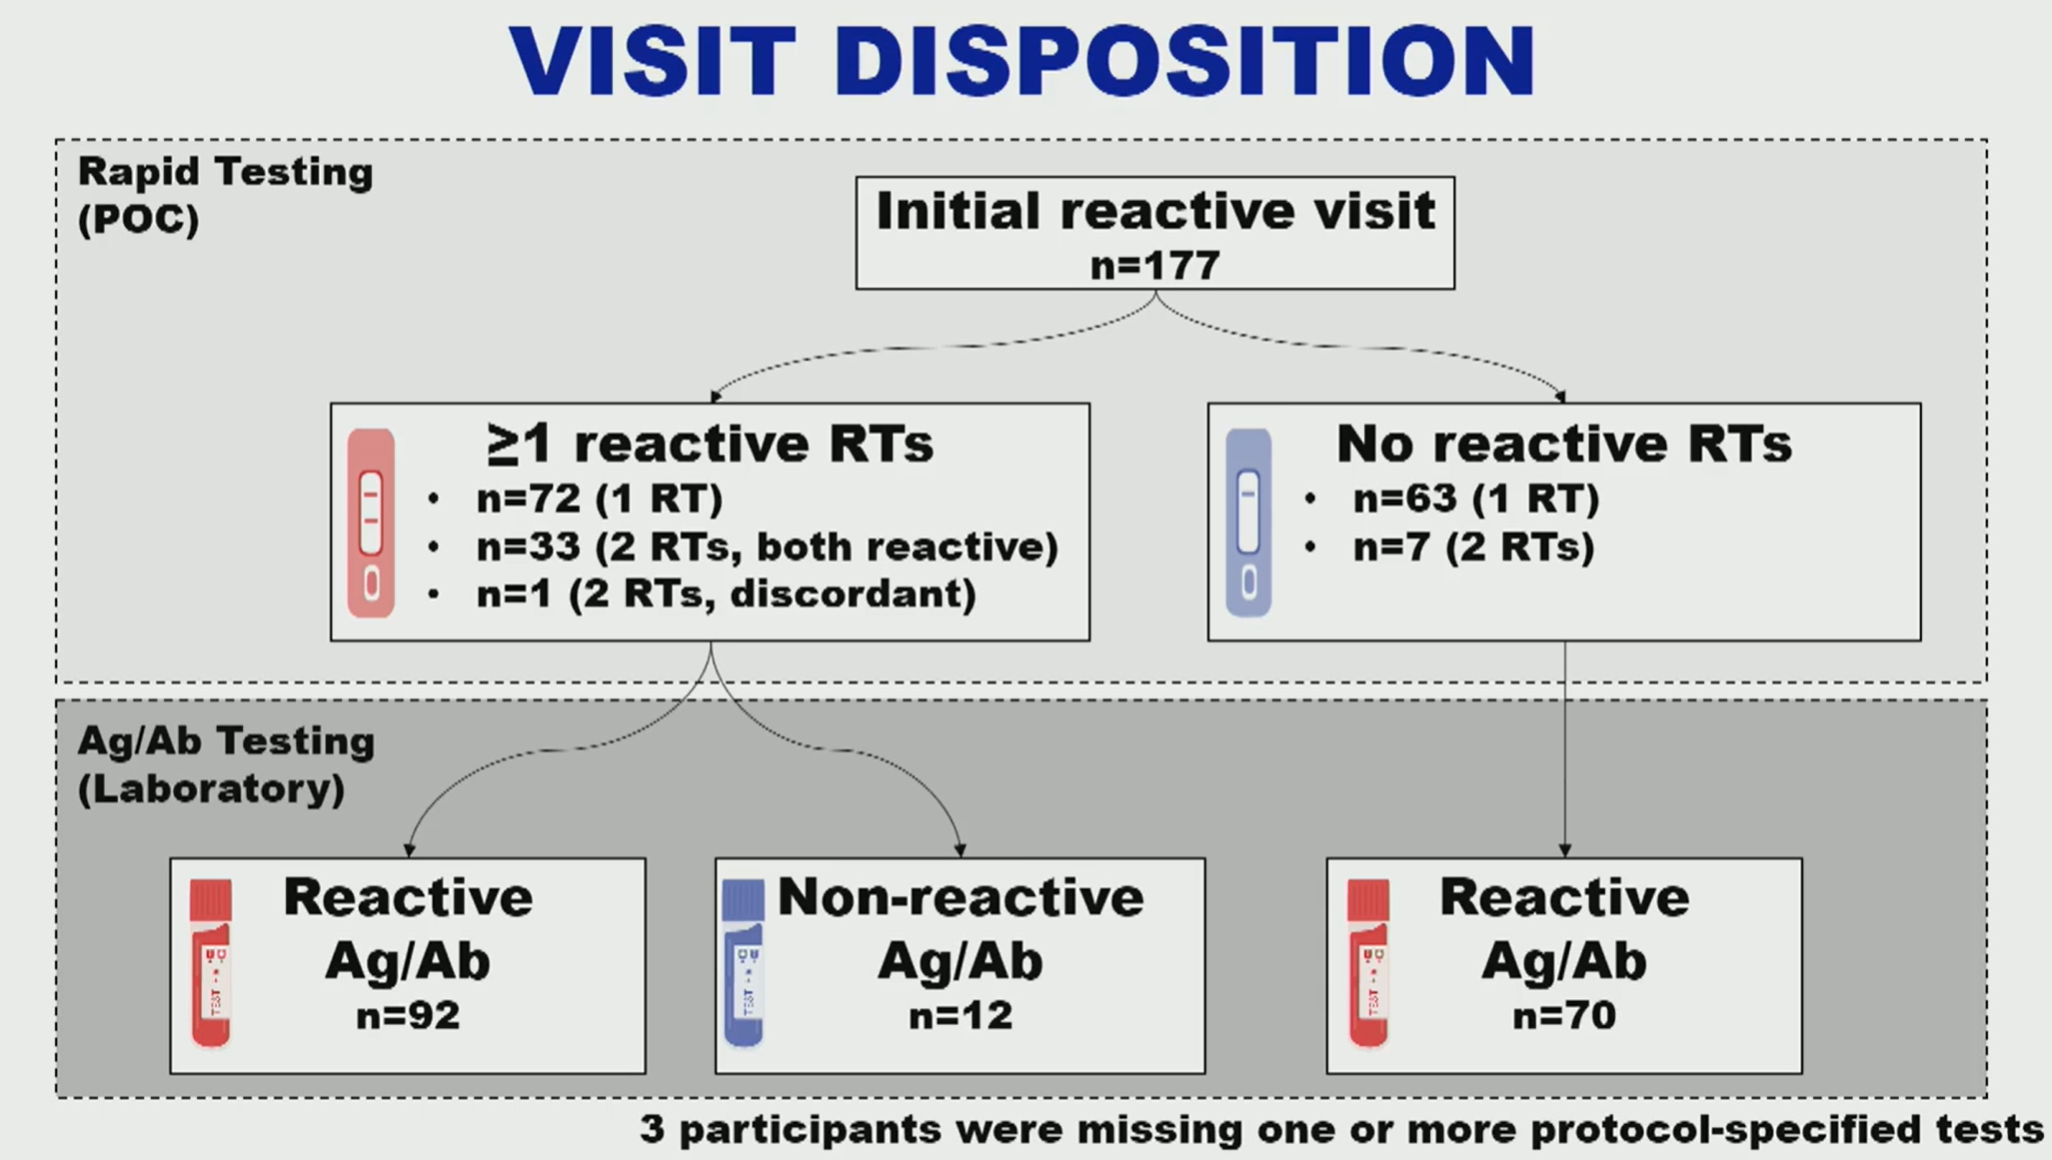 VISIT DISPOSITION
Rapid Testing
(POC)
Initial reactive visit
n=177
≥1 reactive RTs
• n=72 (1 RT)
• n=33 (2 RTs, both reactive)
• n=1 (2 RTs, discordant)
No reactive RTs
• n=63 (1 RT)
• n=7 (2 RTs)
Ag/Ab Testing
(Laboratory)
Reactive
Ag/Ab
n=92
TEST
Non-reactive
Ag/Ab
n=12
TEST
Reactive
Ag/Ab
n=70
TEST
3 participants were missing one or more protocol-specified tests